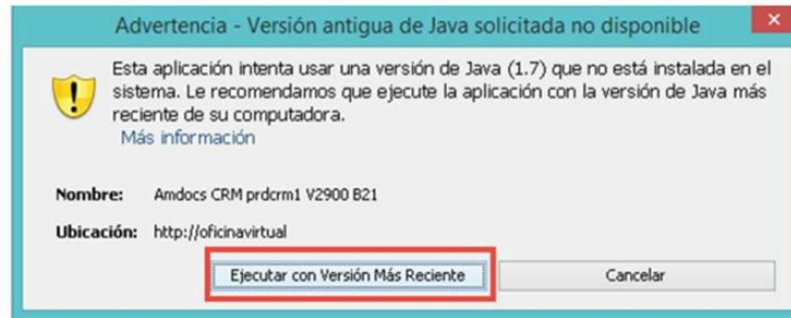 Advertencia - Versión antigua de Java solicitada no disponible
Esta aplicación intenta usar una versión de Java (1.7) que no está instalada en el
sistema. Le recomendamos que ejecute la aplicación con la versión de Java más
reciente de su computadora.
Más información
Nombre: Amdocs CRM prdcrm1 V2900 B21
Ubicación: http://oficinavirtual
Ejecutar con Versión Más Reciente Cancelar